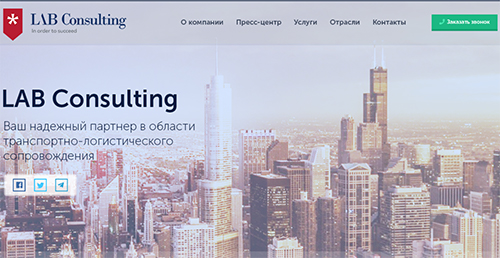 LAB Consulting
In order to succeed
О компании Пресс-центр Услуги Отрасли Контакты
Заказать звонок
LAB Consulting
Ваш надежный партнер в области
транспортно-логистического
сопровождения